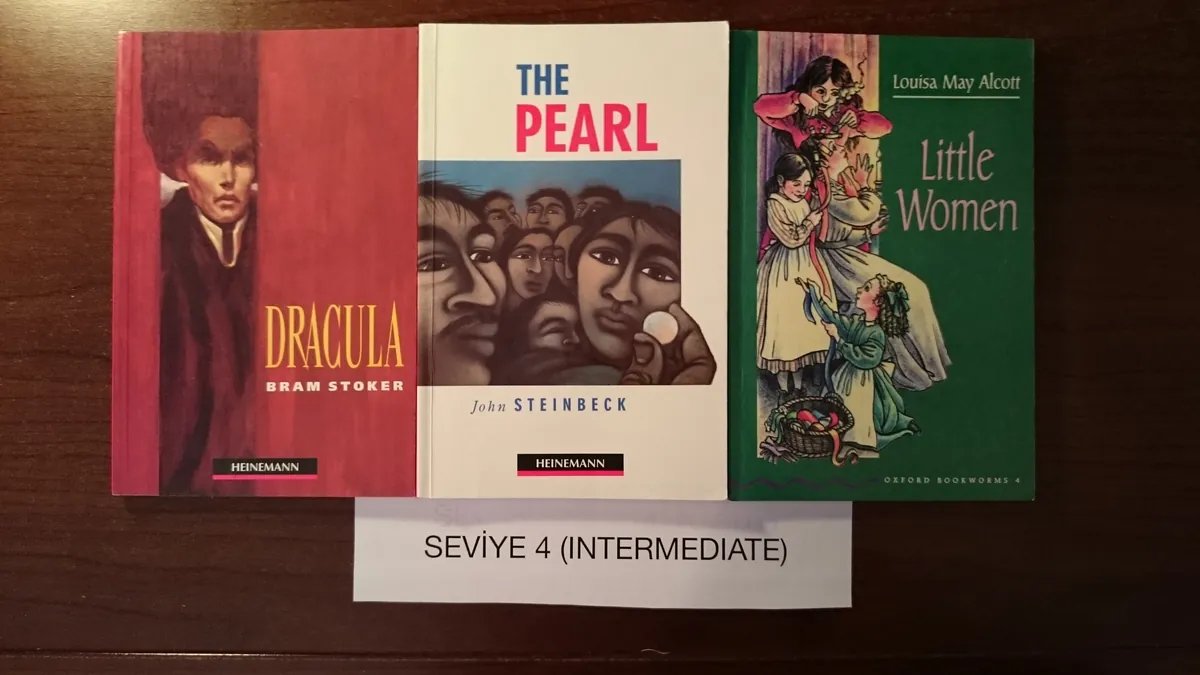 DRACULA
BRAM STOKER
HEINEMANN
THE
PEARL
John STEINBECK
HEINEMANN
Louisa May Alcott
Little
Women
OXFORD BOOKWORMS 4
SEVİYE 4 (INTERMEDIATE)